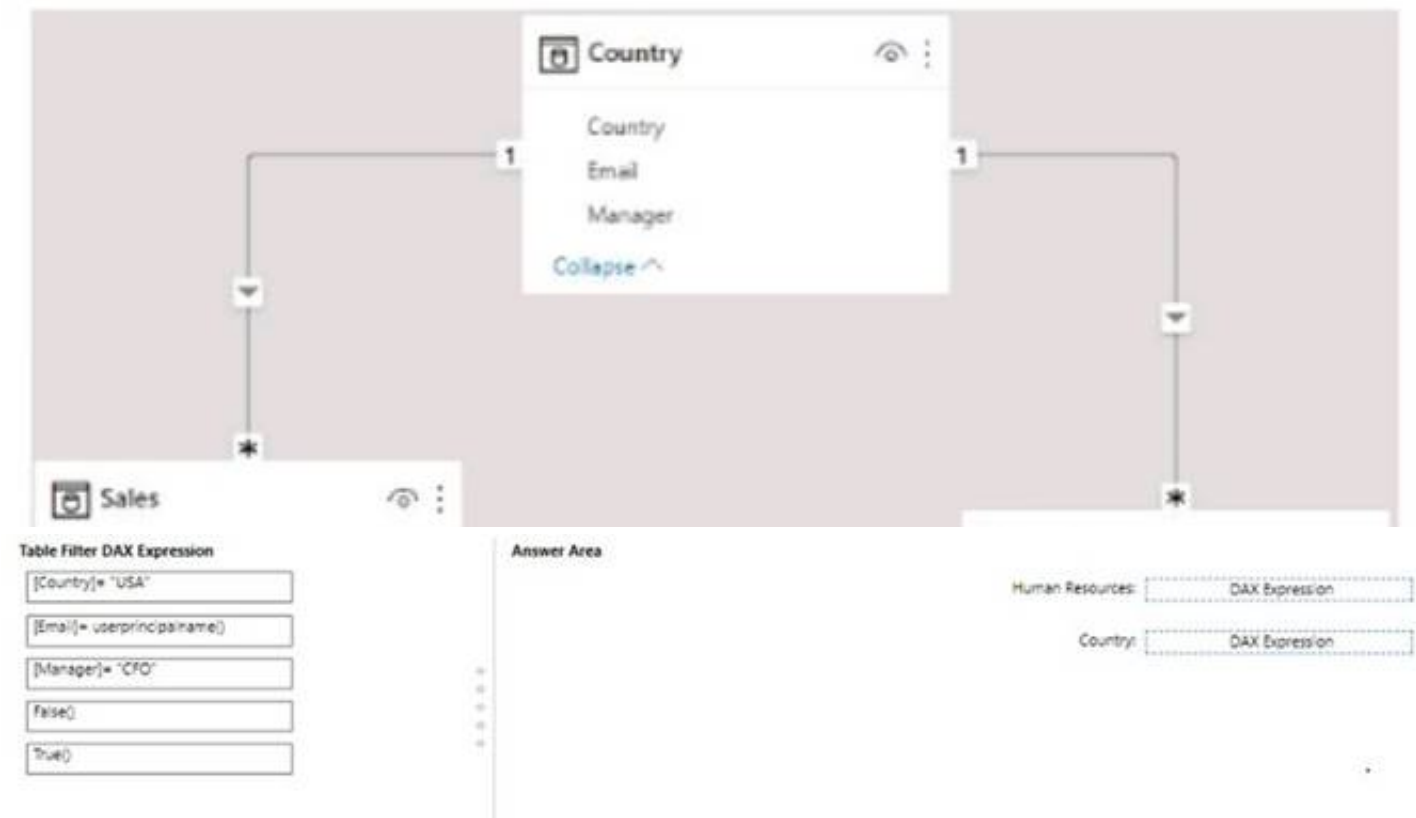 Country
Country
Email
Manager
Collapse
1
1
*
*
Sales
Table Filter DAX Expression
[Country]= "USA"
[Email]= userprincipalname()
[Manager]= "CFO"
False()
True()
Answer Area
Human Resources: DAX Expression
Country: DAX Expression